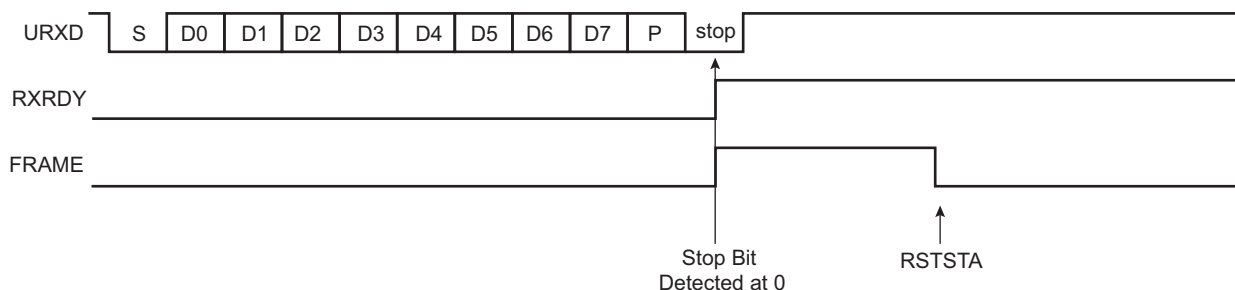 URXD S D0 D1 D2 D3 D4 D5 D6 D7 P stop
RXRDY
FRAME
Stop Bit
Detected at 0
RSTSTA